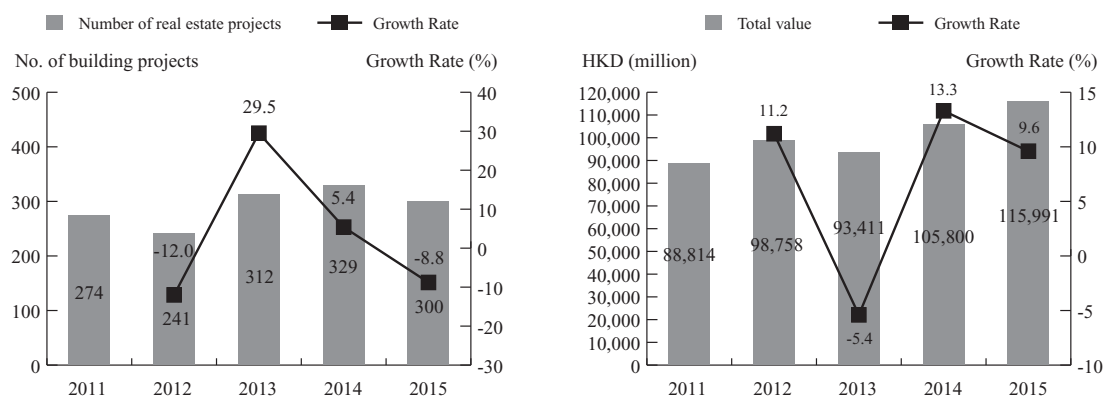 Number of real estate projects Growth Rate
No. of building projects Growth Rate (%)
500 40
29.5
400 30
20
300 5.4 10
-12.0 0
200 -8.8
274 312 329 -10
241 300
100 -20
0 -30
2011 2012 2013 2014 2015
Total value Growth Rate
HKD (million) Growth Rate (%)
120,000 15
11.2 13.3
110,000
100,000 9.6 10
90,000
80,000
70,000 5
115,991
60,000 93,411
98,758 105,800
50,000 88,814 0
40,000
30,000
20,000 -5
10,000 -5.4
0 -10
2011 2012 2013 2014 2015